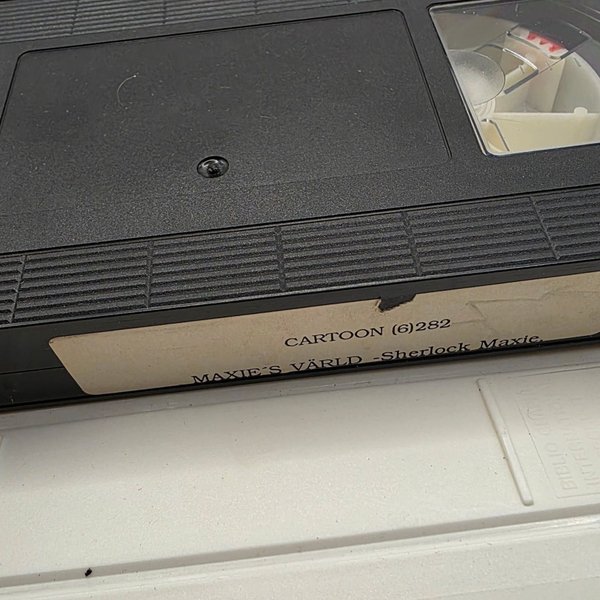 CARTOON (6)282
MAXIE´S VÄRLD -Sherlock Maxie.